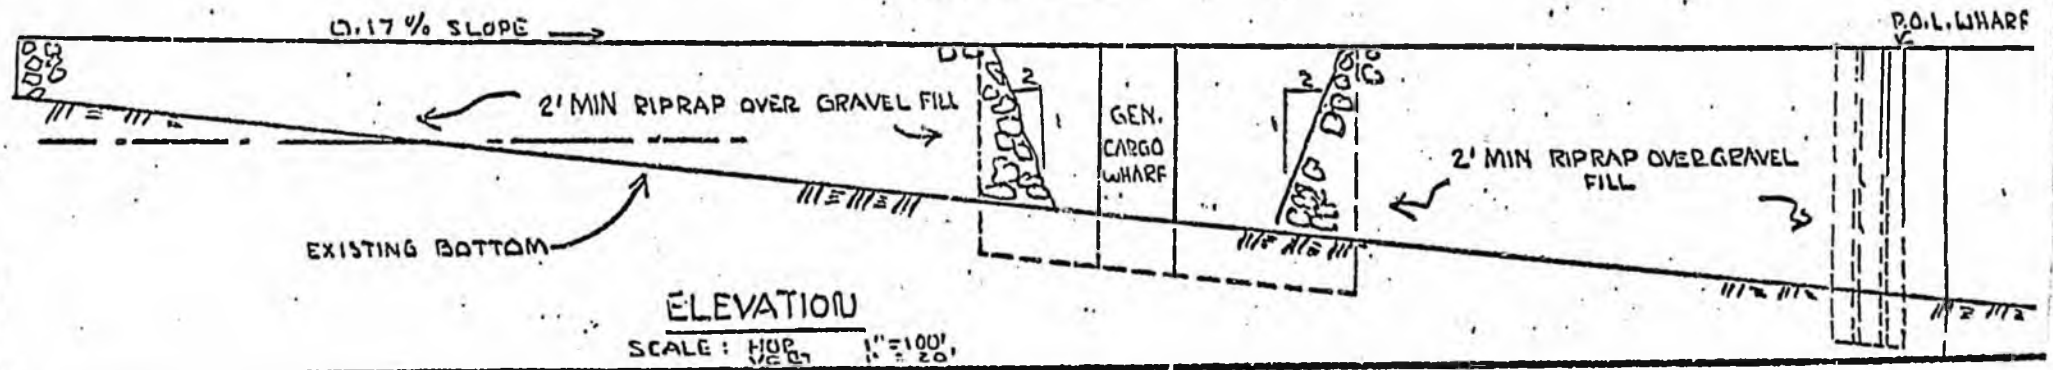 0.17 % SLOPE
P.O.L. WHARF
2' MIN RIPRAP OVER GRAVEL FILL
2
1
GEN.
CARGO
WHARF
2
1
2' MIN RIPRAP OVER GRAVEL
FILL
EXISTING BOTTOM
ELEVATION
SCALE: HOR. 1"=100'
VERT 1"=20'